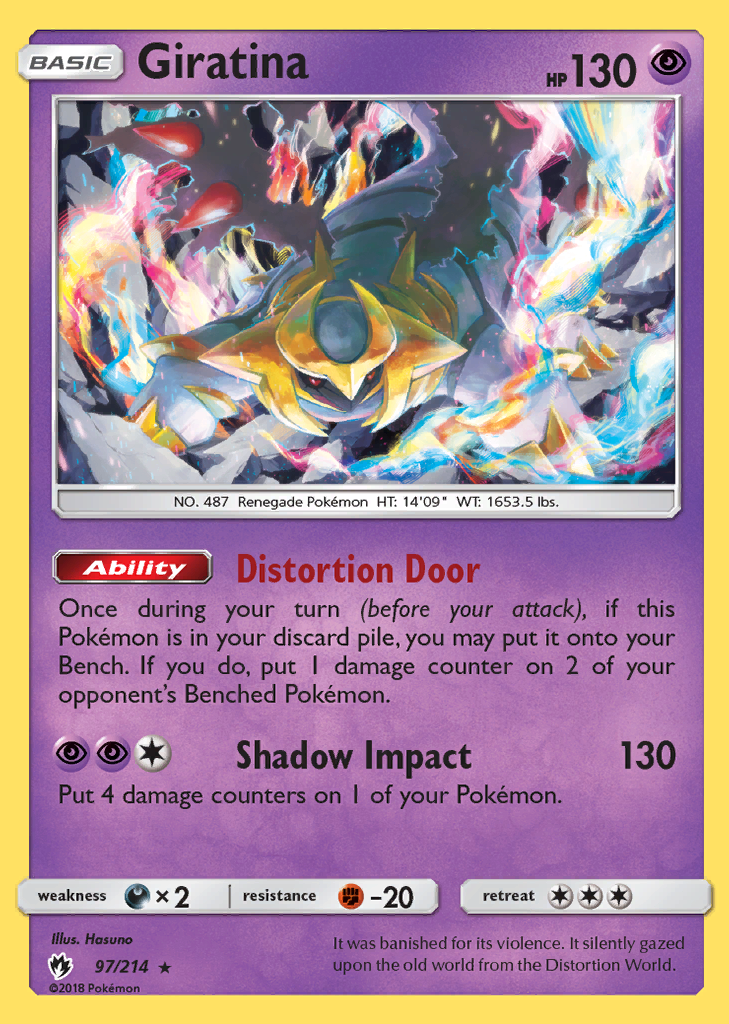 BASIC Giratina HP 130
NO. 487 Renegade Pokémon HT: 14'09" WT: 1653.5 lbs.
Ability Distortion Door
Once during your turn (before your attack), if this
Pokémon is in your discard pile, you may put it onto your
Bench. If you do, put 1 damage counter on 2 of your
opponent's Benched Pokémon.
Shadow Impact 130
Put 4 damage counters on 1 of your Pokémon.
weakness ×2 resistance -20 retreat
Illus. Hasuno
97/214 ★
©2018 Pokémon
It was banished for its violence. It silently gazed
upon the old world from the Distortion World.